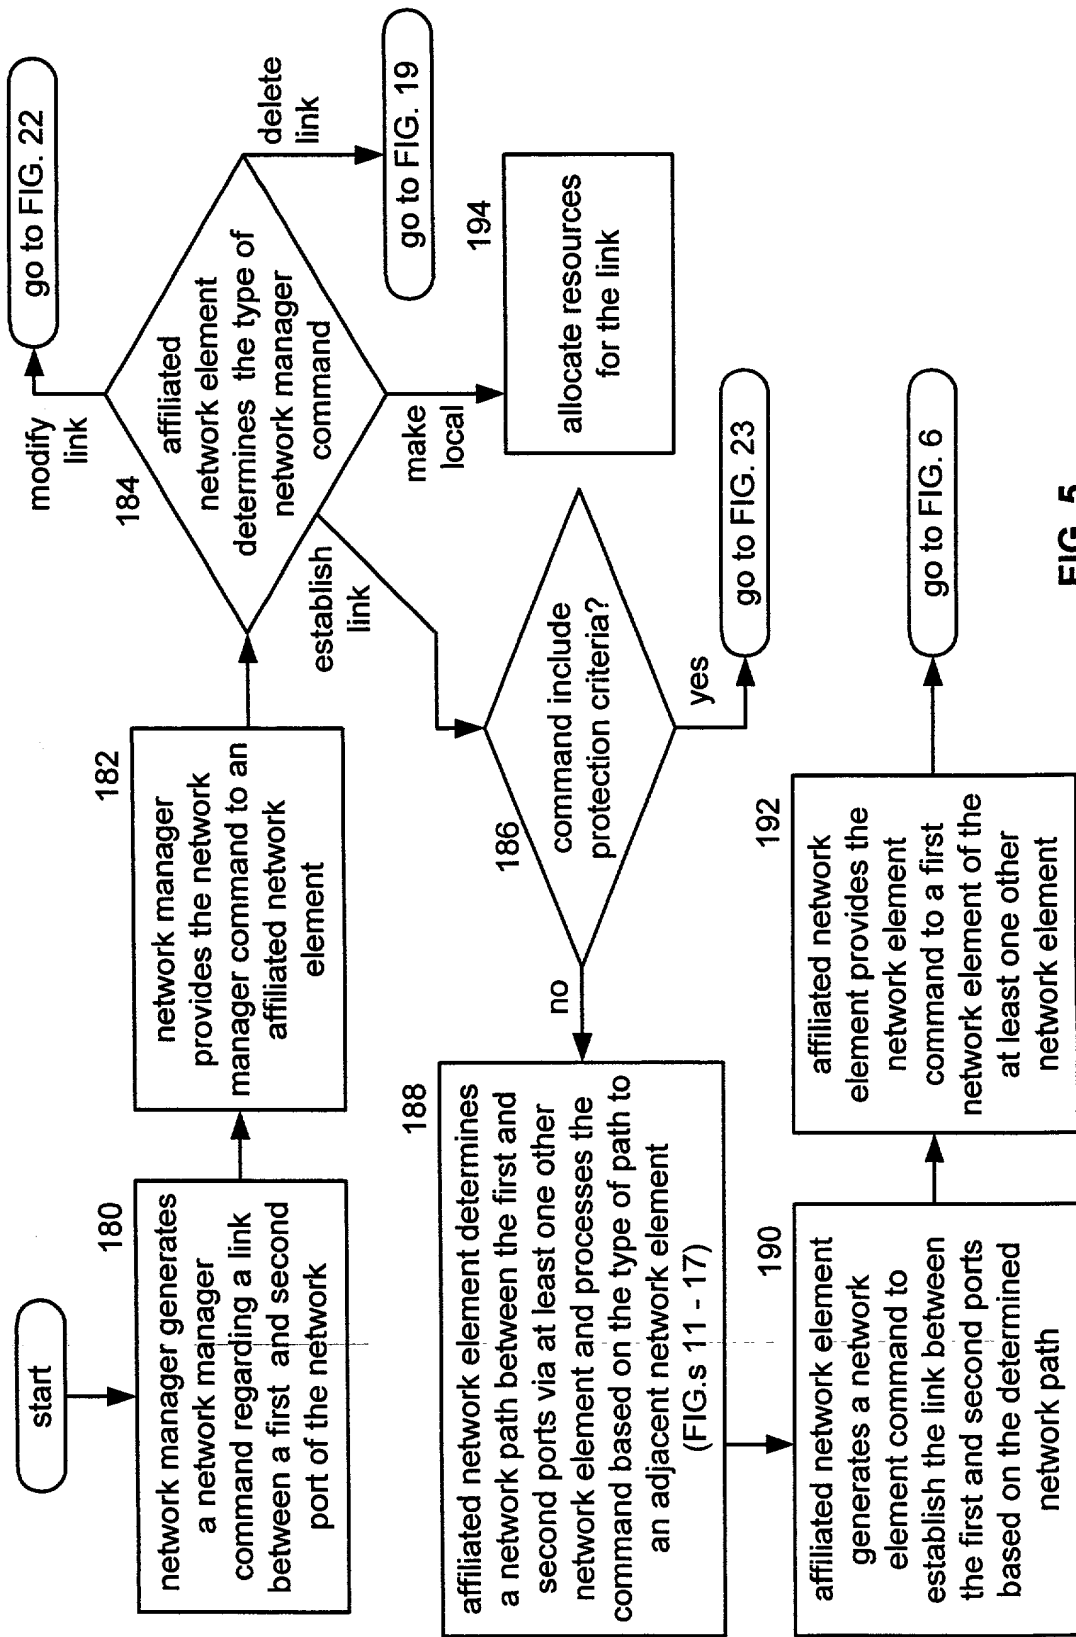 start
180
network manager generates
a network manager
command regarding a link
between a first and second
port of the network
182
network manager
provides the network
manager command to an
affiliated network
element
184
affiliated
network element
determines the type of
network manager
command
modify
link
go to FIG. 22
delete
link
go to FIG. 19
make
local
194
allocate resources
for the link
establish
link
186
command include
protection criteria?
yes
go to FIG. 23
no
188
affiliated network element determines
a network path between the first and
second ports via at least one other
network element and processes the
command based on the type of path to
an adjacent network element
(FIG.s 11 - 17)
190
affiliated network element
generates a network
element command to
establish the link between
the first and second ports
based on the determined
network path
192
affiliated network
element provides the
network element
command to a first
network element of the
at least one other
network element
go to FIG. 6
FIG. 5